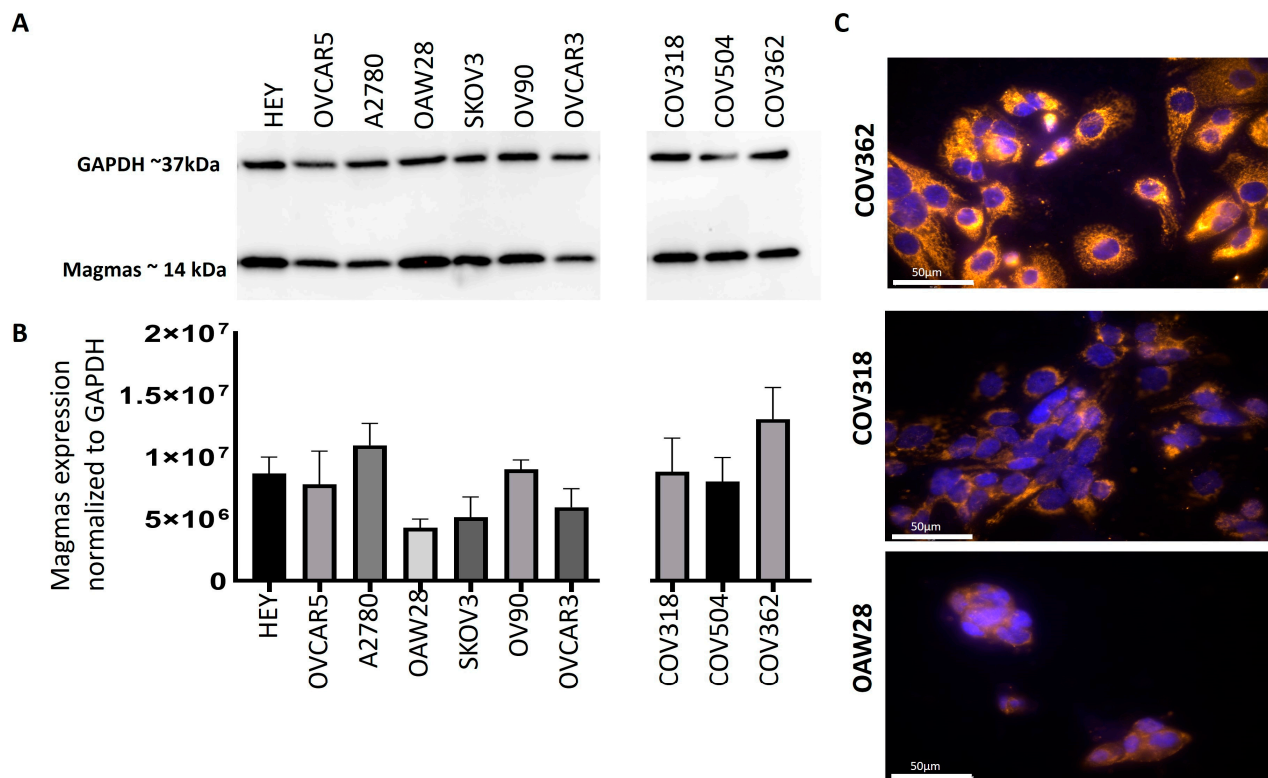 A
HEY
OVCAR5
A2780
OAW28
SKOV3
OV90
OVCAR3
COV318
COV504
COV362
GAPDH ~37kDa
Magmas ~ 14 kDa
B
Magmas expression
normalized to GAPDH
2×10⁷
1.5×10⁷
1×10⁷
5×10⁶
0
HEY
OVCAR5
A2780
OAW28
SKOV3
OV90
OVCAR3
COV318
COV504
COV362
C
COV362
50µm
COV318
50µm
OAW28
50µm